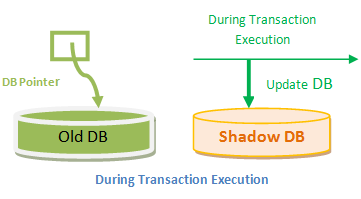 During Transaction
Execution
DB Pointer
Update DB
Old DB
Shadow DB
During Transaction Execution